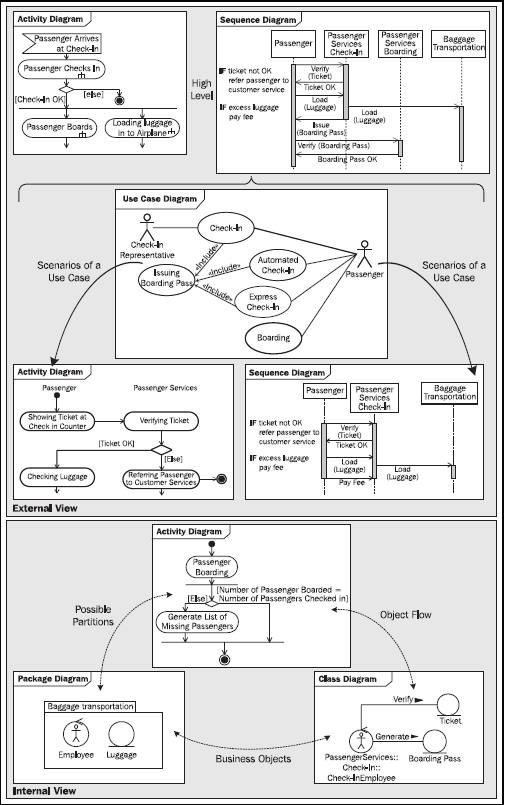 Activity Diagram
Passenger Arrives
at Check-In
Passenger Checks In
[else]
[Check-In OK]
Passenger Boards
Loading luggage
in to Airplane
High
Level
Sequence Diagram
Passenger
Passenger
Services
Check-In
Passenger
Services
Boarding
Baggage
Transportation
IF ticket not OK
refer passenger to
customer service
IF excess luggage
pay fee
Verify
(Ticket)
Ticket OK
Load
(Luggage)
Load
(Luggage)
Issue
(Boarding Pass)
Verify (Boarding Pass)
Boarding Pass OK
Use Case Diagram
Check-In
Representative
Check-In
«Include»
Issuing
Boarding Pass
«Include»
Automated
Check-In
«Include»
Express
Check-In
Boarding
Passenger
Scenarios of a
Use Case
Scenarios of a
Use Case
Activity Diagram
Passenger
Passenger Services
Showing Ticket at
Check in Counter
Verifying Ticket
[Ticket OK]
[Else]
Checking Luggage
Referring Passenger
to Customer Services
Sequence Diagram
Passenger
Passenger
Services
Check-In
Baggage
Transportation
IF ticket not OK
refer passenger to
customer service
IF excess luggage
pay fee
Verify
(Ticket)
Ticket OK
Load
(Luggage)
Load
(Luggage)
Pay Fee
External View
Activity Diagram
Passenger
Boarding
[Number of Passenger Boarded =
Number of Passengers Checked in]
[Else]
Generate List of
Missing Passengers
Possible
Partitions
Object Flow
Package Diagram
Baggage transportation
Employee
Luggage
Business Objects
Class Diagram
Verify
Ticket
Generate
Boarding Pass
PassengerServices::
Check-In::
Check-InEmployee
Internal View